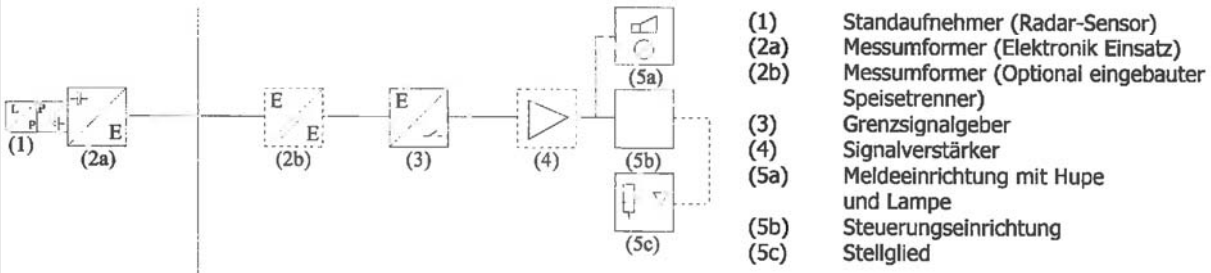 L
P
P
E
(1)
(2a)
E
E
(2b)
E
(3)
(4)
(5a)
(5b)
(5c)
(1) Standaufnehmer (Radar-Sensor)
(2a) Messumformer (Elektronik Einsatz)
(2b) Messumformer (Optional eingebauter
Speisetrenner)
(3) Grenzsignalgeber
(4) Signalverstärker
(5a) Meldeeinrichtung mit Hupe
und Lampe
(5b) Steuerungseinrichtung
(5c) Stellglied